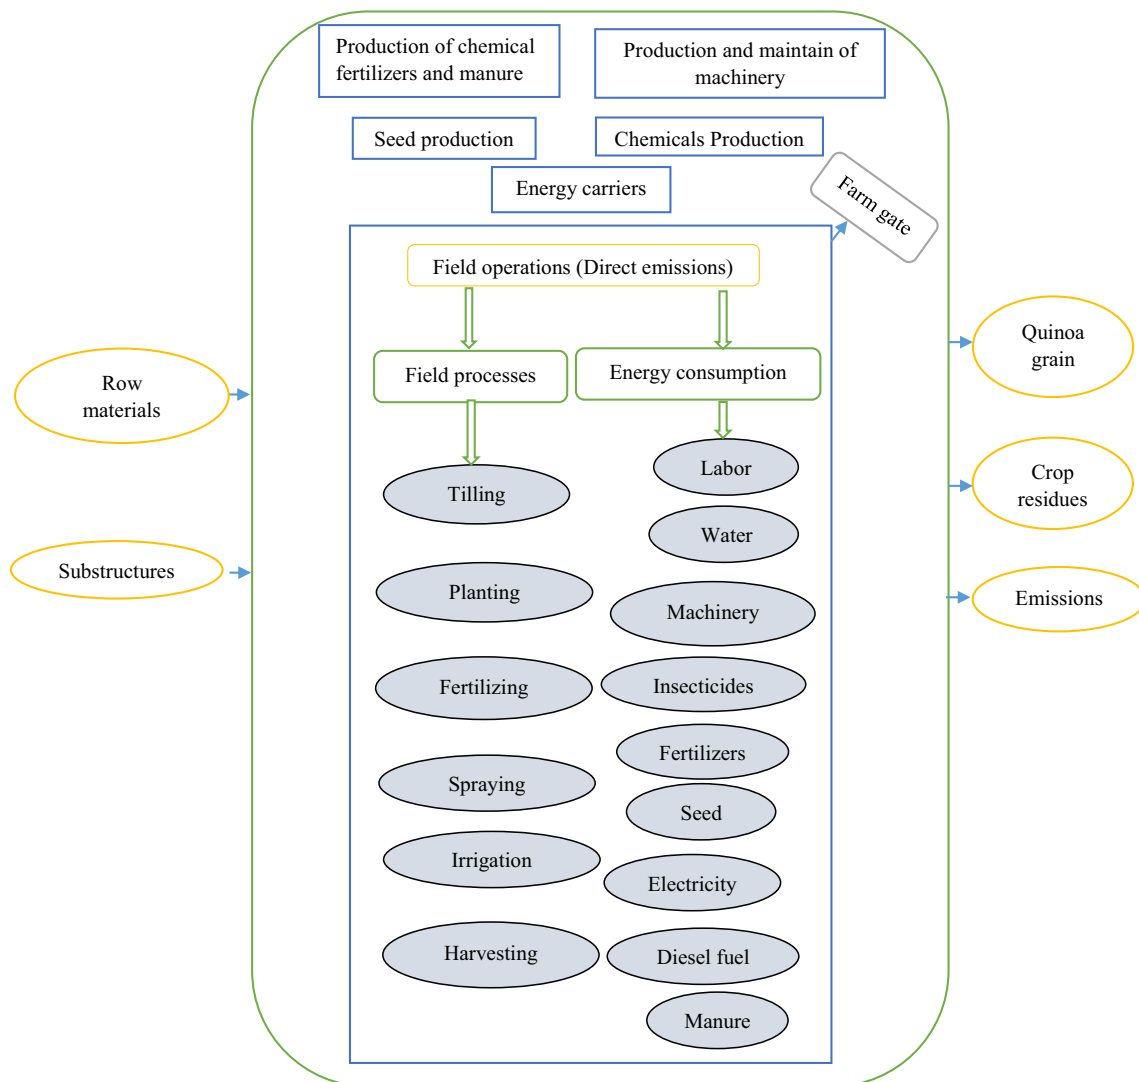 Production of chemical
fertilizers and manure
Production and maintain of
machinery
Seed production
Chemicals Production
Energy carriers
Farm gate
Field operations (Direct emissions)
Field processes
Energy consumption
Row
materials
Substructures
Tilling
Planting
Fertilizing
Spraying
Irrigation
Harvesting
Labor
Water
Machinery
Insecticides
Fertilizers
Seed
Electricity
Diesel fuel
Manure
Quinoa
grain
Crop
residues
Emissions